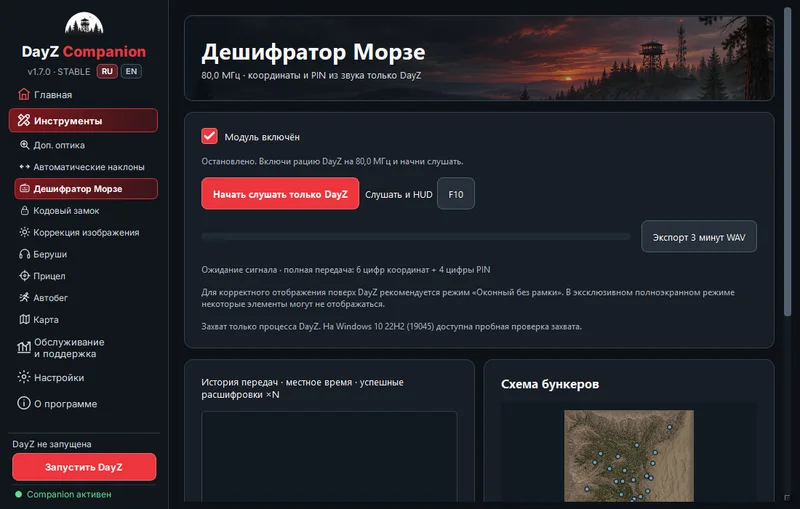 DayZ Companion
v1.7.0 · STABLE RU EN
Главная
Инструменты
Доп. оптика
Автоматические наклоны
Дешифратор Морзе
Кодовый замок
Коррекция изображения
Беруши
Прицел
Автобег
Карта
Обслуживание
и поддержка
Настройки
О программе
DayZ не запущена
Запустить DayZ
Companion активен
Дешифратор Морзе
80,0 МГц · координаты и PIN из звука только DayZ
Модуль включён
Остановлено. Включи рацию DayZ на 80,0 МГц и начни слушать.
Начать слушать только DayZ Слушать и HUD F10
Экспорт 3 минут WAV
Ожидание сигнала · полная передача: 6 цифр координат + 4 цифры PIN
Для корректного отображения поверх DayZ рекомендуется режим «Оконный без рамки». В эксклюзивном полноэкранном режиме
некоторые элементы могут не отображаться.
Захват только процесса DayZ. На Windows 10 22H2 (19045) доступна пробная проверка захвата.
История передач · местное время · успешные
расшифровки ×N
Схема бункеров